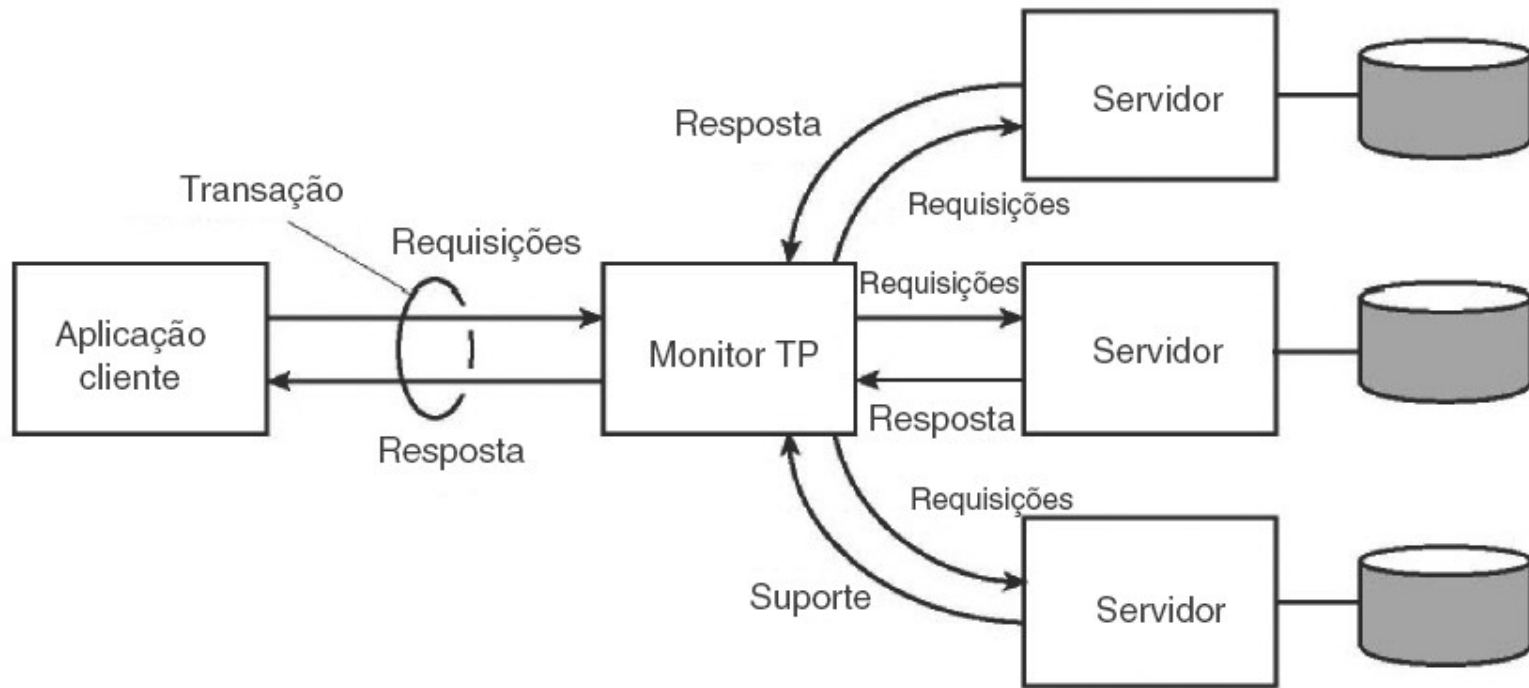 Servidor
Resposta
Transação
Requisições
Requisições
Requisições
Aplicação
cliente
Monitor TP
Servidor
Resposta
Resposta
Requisições
Suporte
Servidor